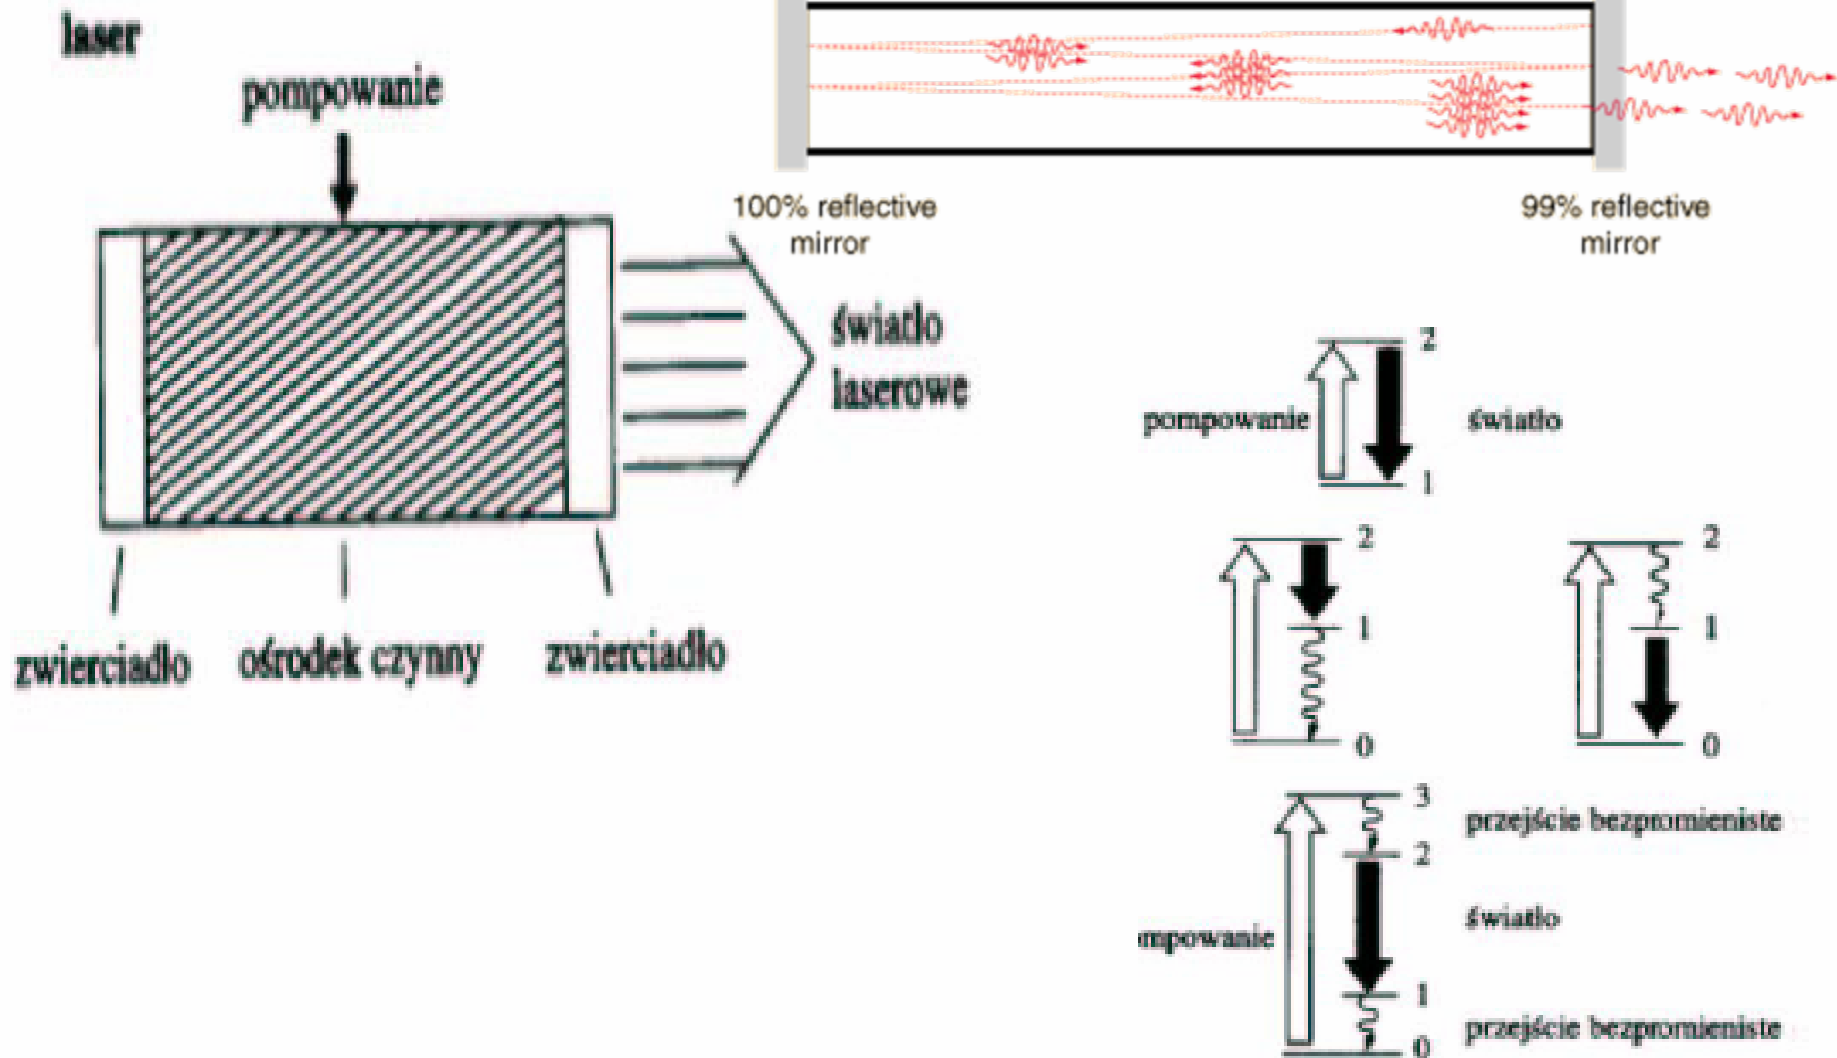 laser
pompowanie
100% reflective
mirror
99% reflective
mirror
światło
laserowe
zwierciadło
ośrodek czynny
zwierciadło
2
pompowanie
światło
1
2
1
0
2
1
0
3
przejście bezpromieniste
2
światło
ompowanie
1
przejście bezpromieniste
0